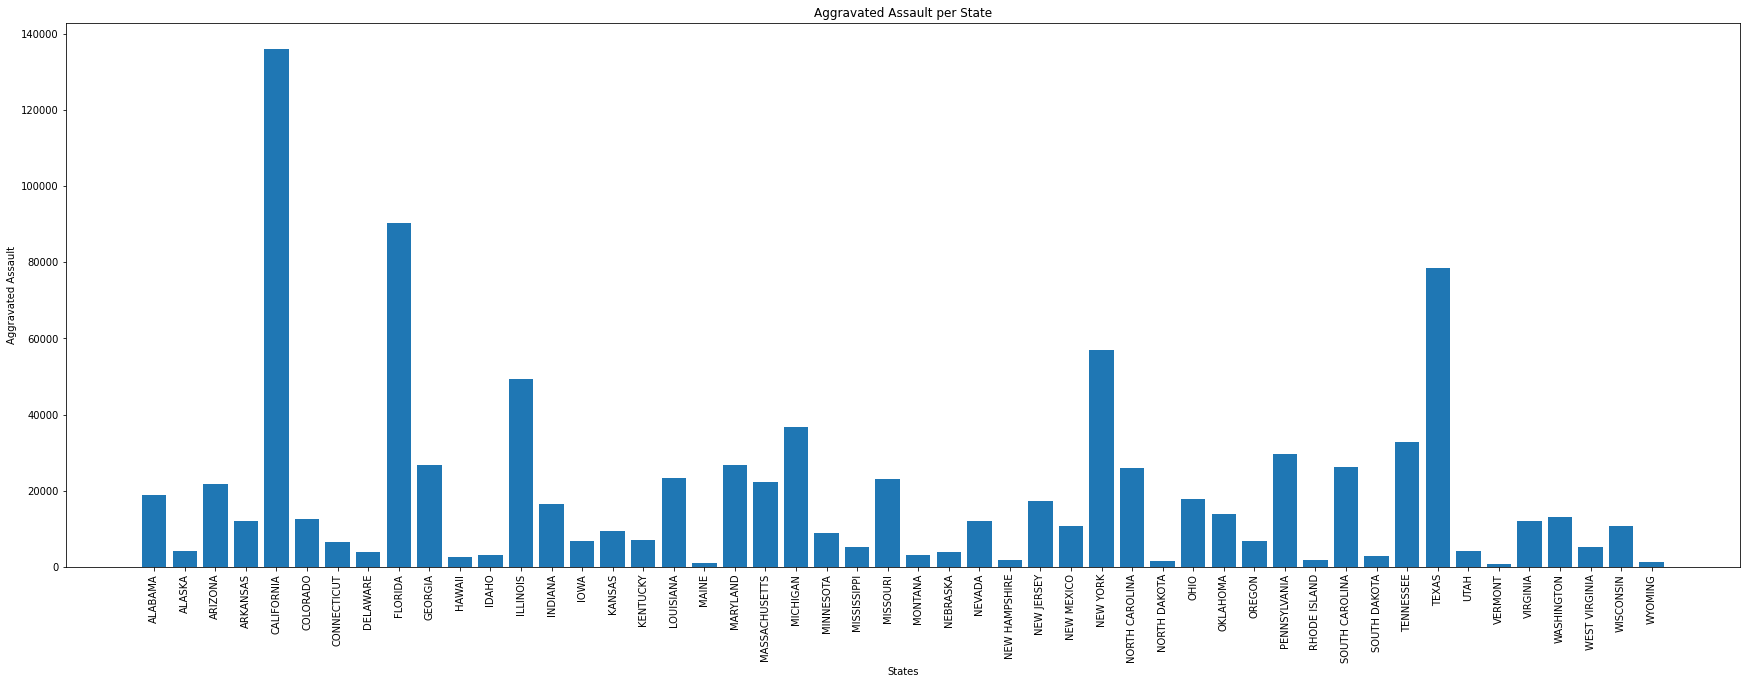 Aggravated Assault per State
140000
120000
100000
80000
60000
40000
20000
0
Aggravated Assault
ALABAMA
ALASKA
ARIZONA
ARKANSAS
CALIFORNIA
COLORADO
CONNECTICUT
DELAWARE
FLORIDA
GEORGIA
HAWAII
IDAHO
ILLINOIS
INDIANA
IOWA
KANSAS
KENTUCKY
LOUISIANA
MAINE
MARYLAND
MASSACHUSETTS
MICHIGAN
MINNESOTA
MISSISSIPPI
MISSOURI
MONTANA
NEBRASKA
NEVADA
NEW HAMPSHIRE
NEW JERSEY
NEW MEXICO
NEW YORK
NORTH CAROLINA
NORTH DAKOTA
OHIO
OKLAHOMA
OREGON
PENNSYLVANIA
RHODE ISLAND
SOUTH CAROLINA
SOUTH DAKOTA
TENNESSEE
TEXAS
UTAH
VERMONT
VIRGINIA
WASHINGTON
WEST VIRGINIA
WISCONSIN
WYOMING
States